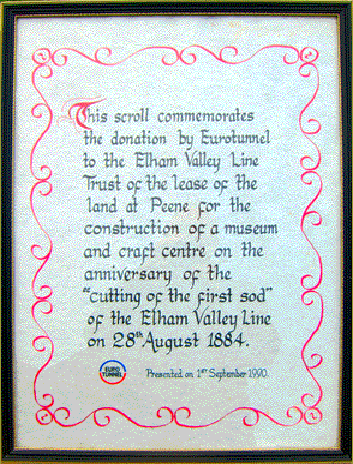 This scroll commemorates
the donation by Eurotunnel
to the Elham Valley Line
Trust of the lease of the
land at Peene for the
construction of a museum
and craft centre on the
anniversary of the
"cutting of the first sod"
of the Elham Valley Line
on 28th August 1884.
EURO
TUNNEL
Presented on 1st September 1990.